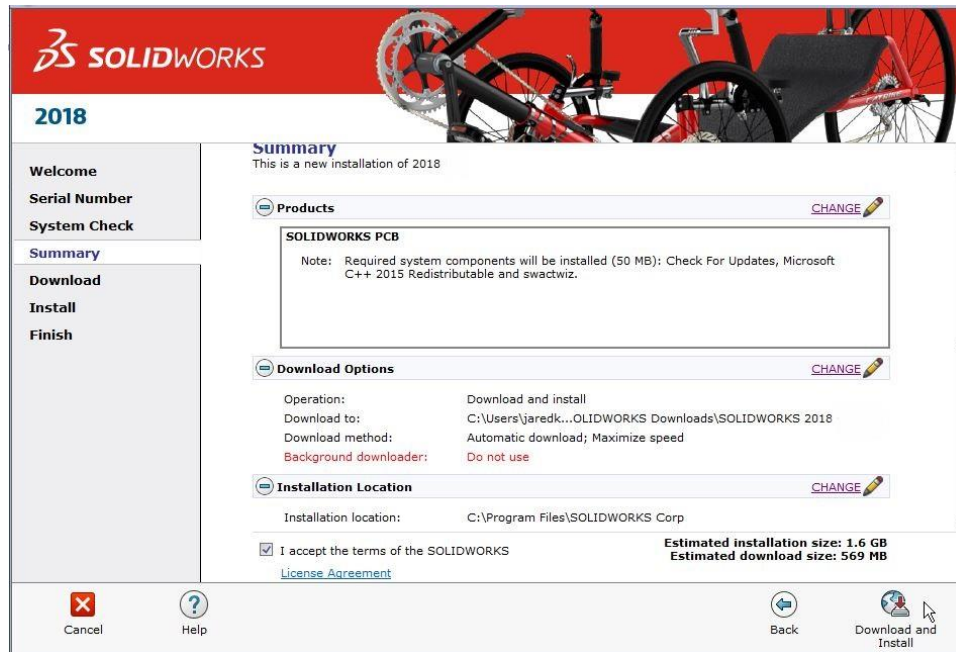 SOLIDWORKS
2018
Welcome
Serial Number
System Check
Summary
Download
Install
Finish
Summary
This is a new installation of 2018
Products CHANGE
SOLIDWORKS PCB
Note: Required system components will be installed (50 MB): Check For Updates, Microsoft
C++ 2015 Redistributable and swactwiz.
Download Options CHANGE
Operation: Download and install
Download to: C:\Users\jaredk...OLIDWORKS Downloads\SOLIDWORKS 2018
Download method: Automatic download; Maximize speed
Background downloader: Do not use
Installation Location CHANGE
Installation location: C:\Program Files\SOLIDWORKS Corp
I accept the terms of the SOLIDWORKS
License Agreement
Estimated installation size: 1.6 GB
Estimated download size: 569 MB
Cancel
Help
Back
Download and
Install